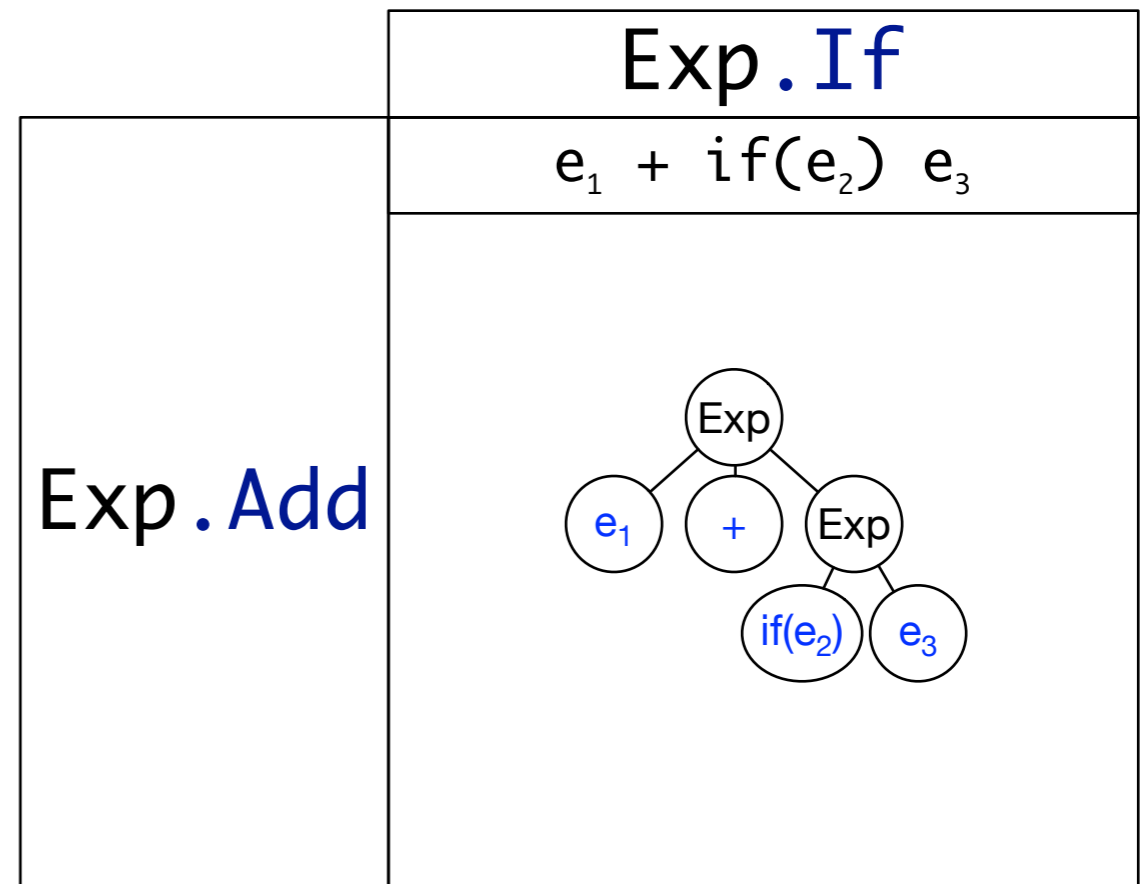 Exp.If
e₁ + if(e₂) e₃
Exp.Add
Exp
e₁ + Exp
if(e₂) e₃